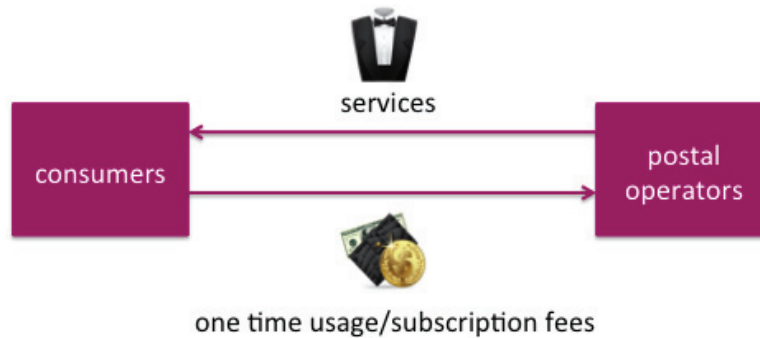 services
consumers
postal
operators
one time usage/subscription fees